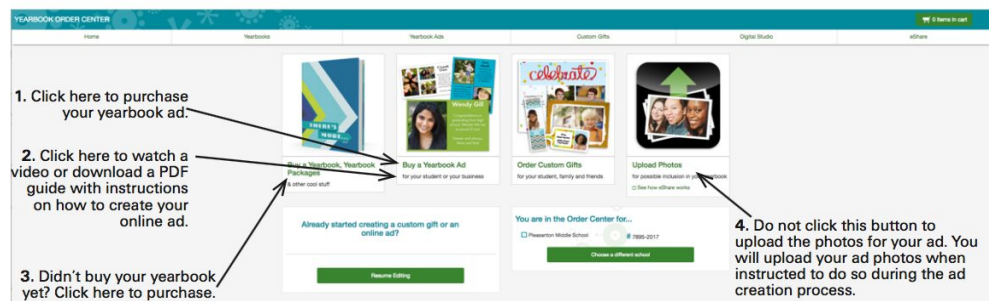 YEARBOOK ORDER CENTER
0 items in cart
Home
Yearbooks
Yearbook Ads
Custom Gifts
Digital Studio
eShare
1. Click here to purchase
your yearbook ad.
2. Click here to watch a
video or download a PDF
guide with instructions
on how to create your
online ad.
3. Didn't buy your yearbook
yet? Click here to purchase.
THERE'S
MORE...
Buy a Yearbook, Yearbook
Packages
& other cool stuff
Wendy Gill
Buy a Yearbook Ad
for your student or your business
celebrate
Order Custom Gifts
for your student, family and friends
Upload Photos
for possible inclusion in your yearbook
See how eShare works
Already started creating a custom gift or an
online ad?
Resume Editing
You are in the Order Center for...
Pleasanton Middle School
# 7895-2017
Choose a different school
4. Do not click this button to
upload the photos for your ad. You
will upload your ad photos when
instructed to do so during the ad
creation process.